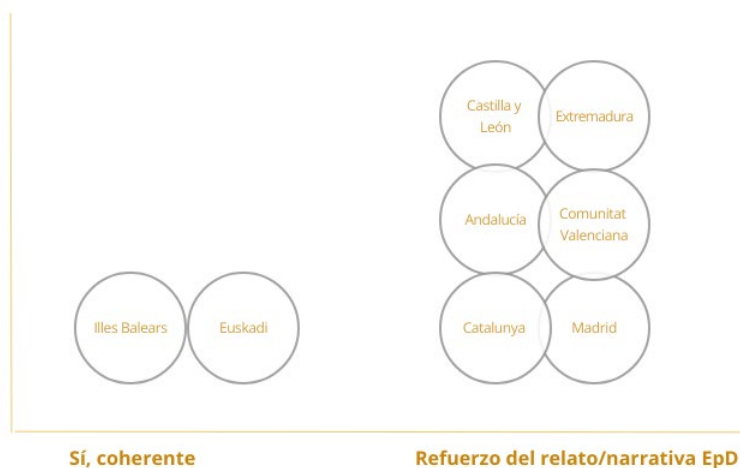 Castilla y
León
Extremadura
Andalucía
Comunitat
Valenciana
Illes Balears
Euskadi
Catalunya
Madrid
Sí, coherente
Refuerzo del relato/narrativa EpD